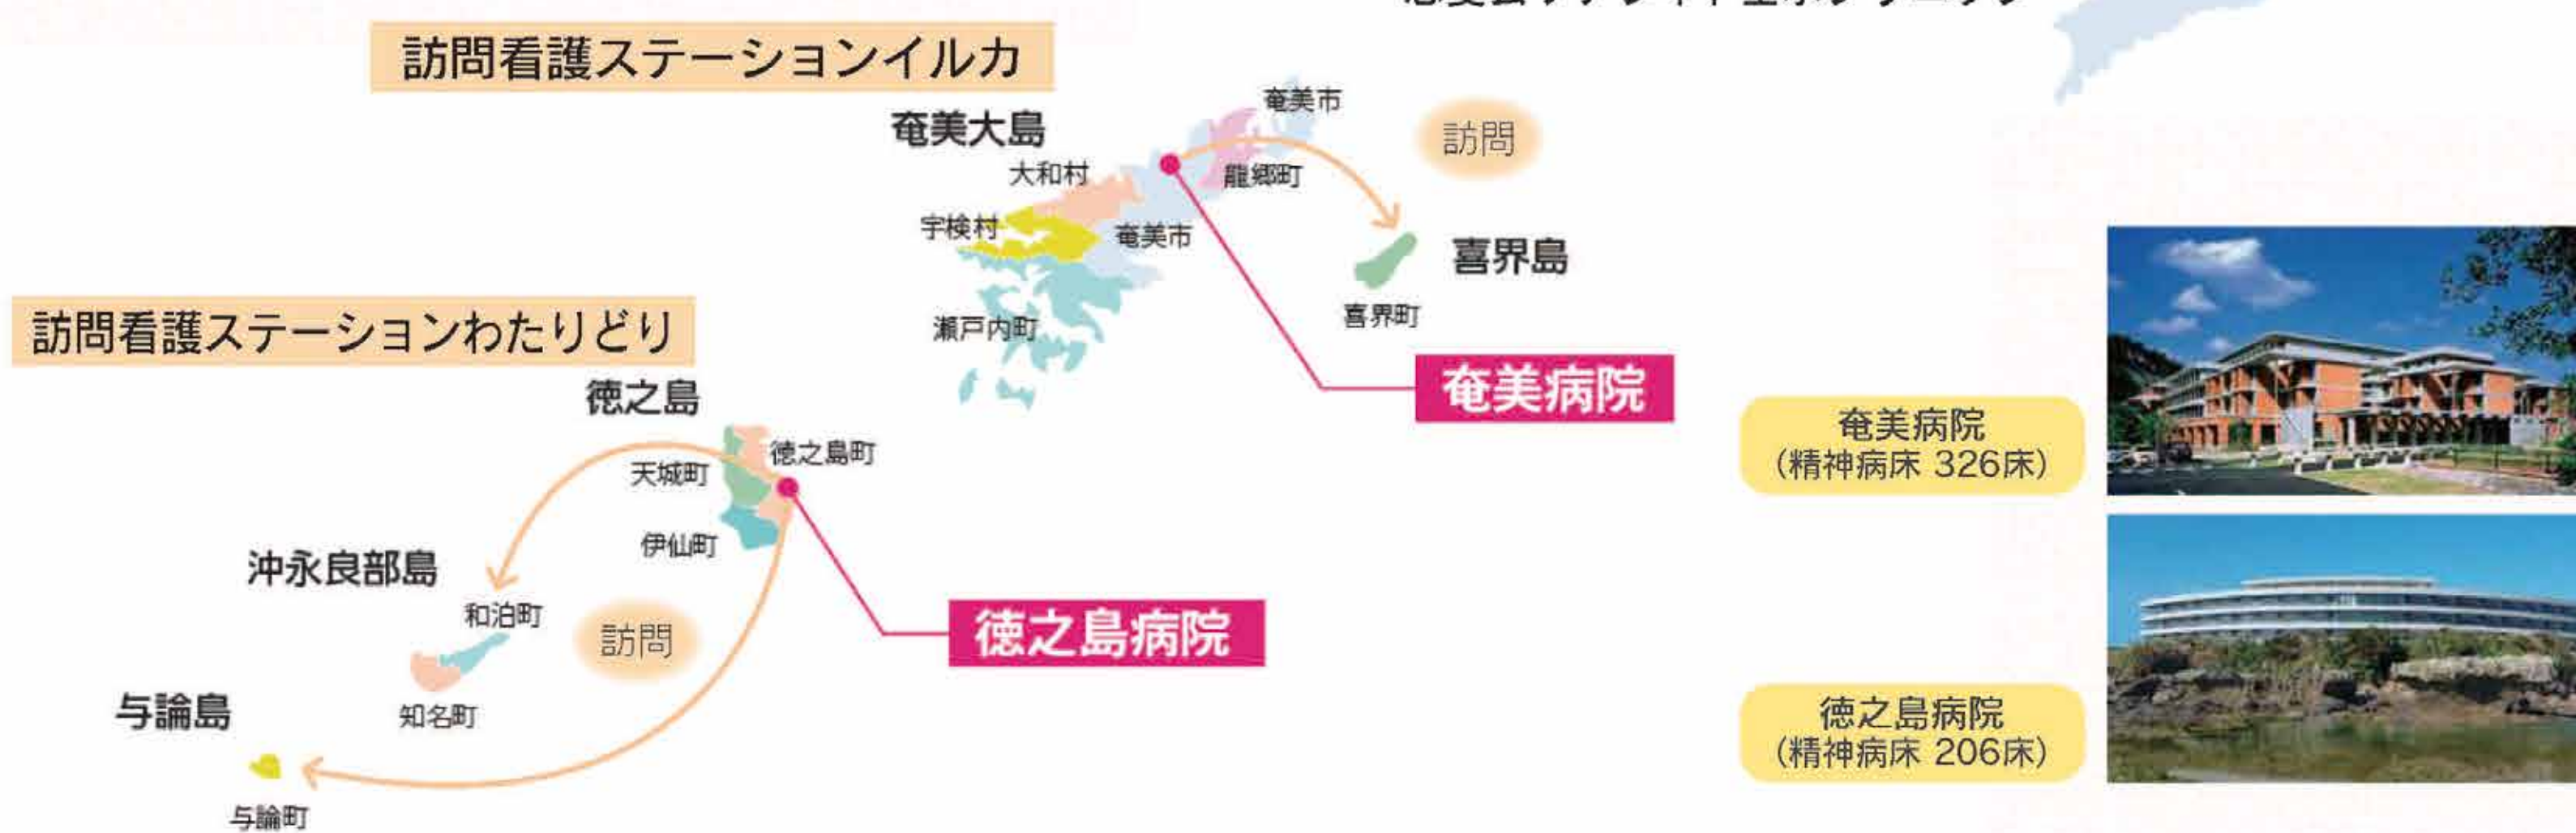 訪問看護ステーションイルカ
奄美大島
奄美市
訪問
大和村
龍郷町
宇検村
奄美市
喜界島
喜界町
瀬戸内町
訪問看護ステーションわたりどり
奄美病院
徳之島
徳之島町
天城町
伊仙町
奄美病院
(精神病床 326床)
沖永良部島
和泊町
訪問
徳之島病院
知名町
与論島
与論町
徳之島病院
(精神病床 206床)